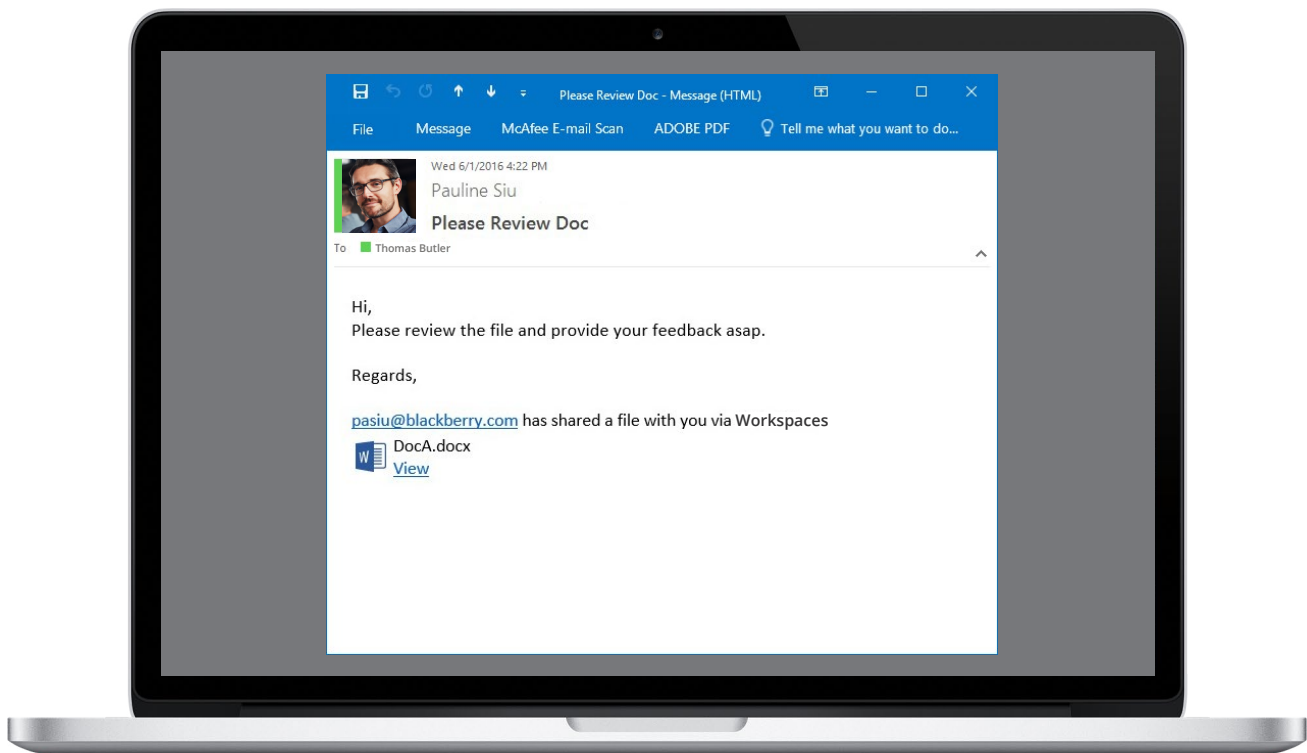 Please Review Doc - Message (HTML)
File Message McAfee E-mail Scan ADOBE PDF Tell me what you want to do...
Wed 6/1/2016 4:22 PM
Pauline Siu
Please Review Doc
To Thomas Butler
Hi,
Please review the file and provide your feedback asap.
Regards,
pasiu@blackberry.com has shared a file with you via Workspaces
W DocA.docx
View